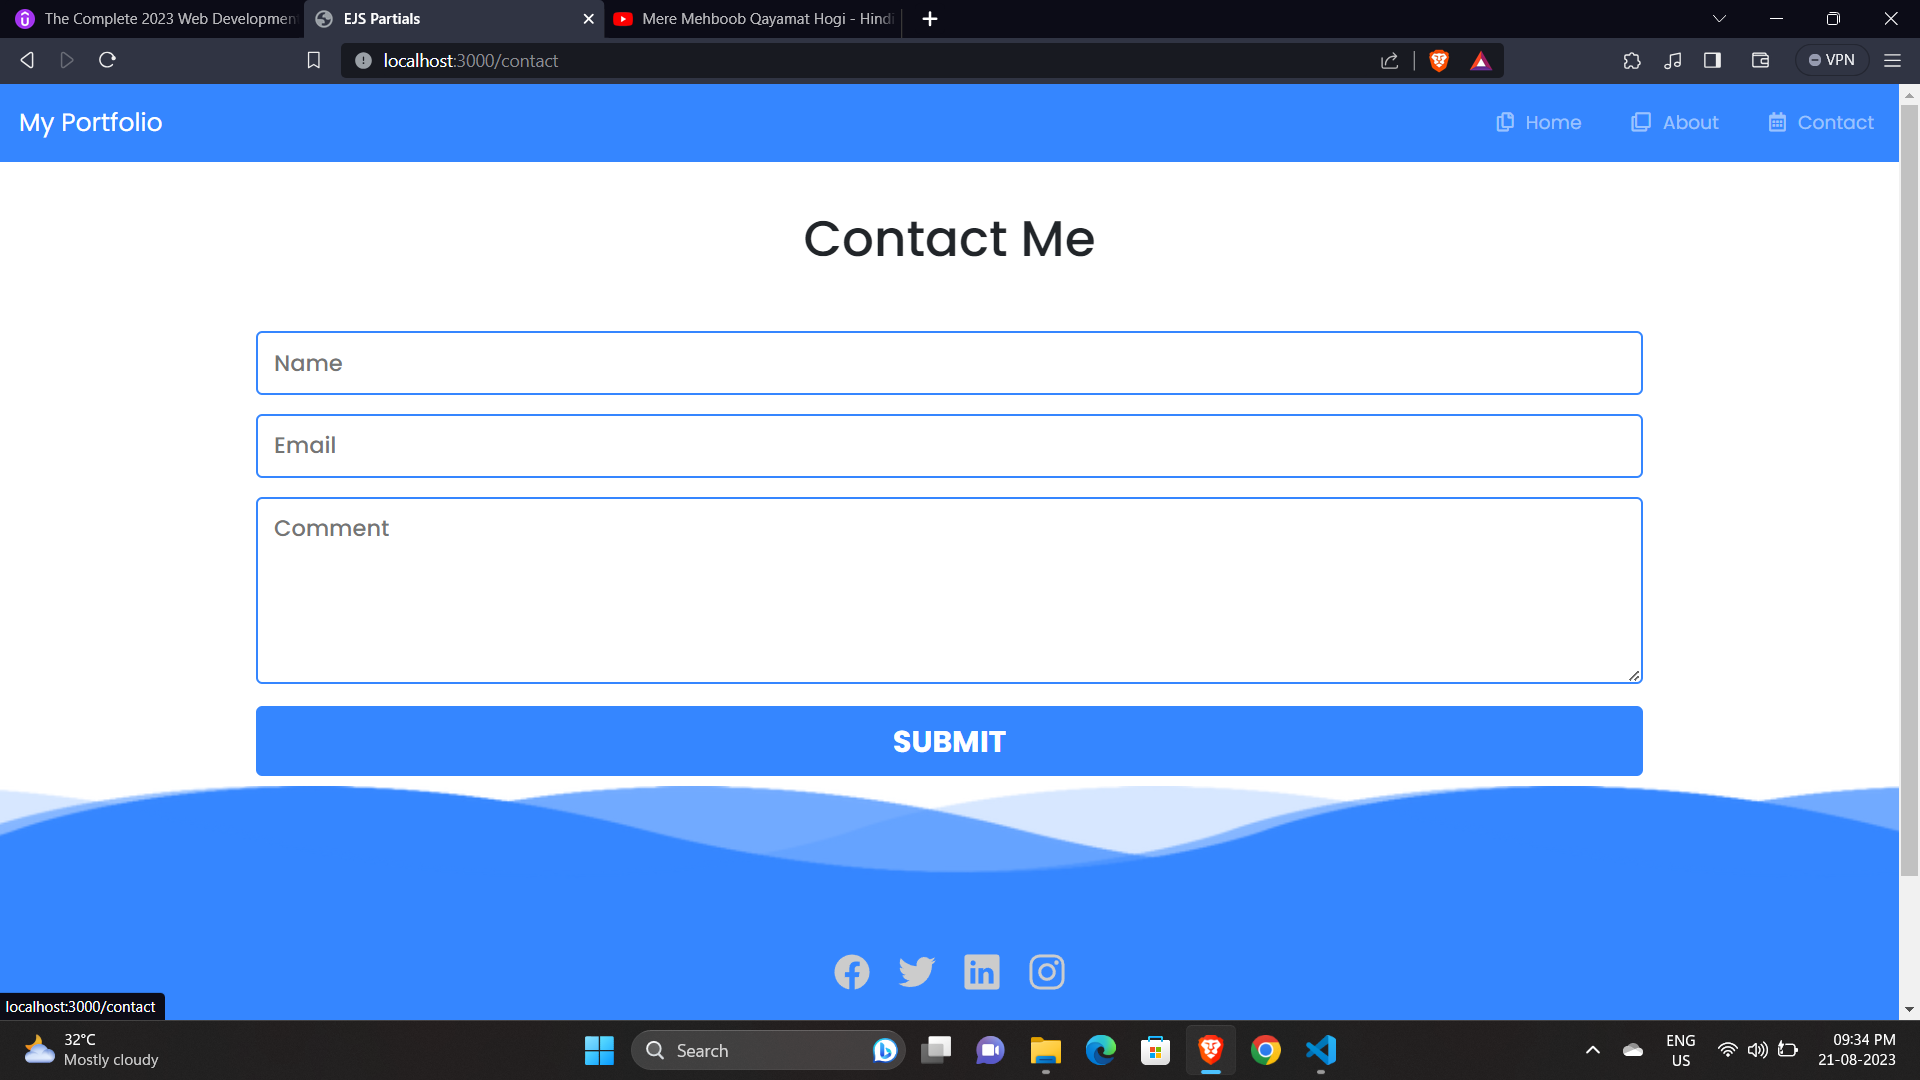 The Complete 2023 Web Developmen
EJS Partials
Mere Mehboob Qayamat Hogi - Hindi
localhost:3000/contact
VPN
My Portfolio
Home
About
Contact
Contact Me
Name
Email
Comment
SUBMIT
localhost:3000/contact
32°C
Mostly cloudy
Search
ENG
US
09:34 PM
21-08-2023